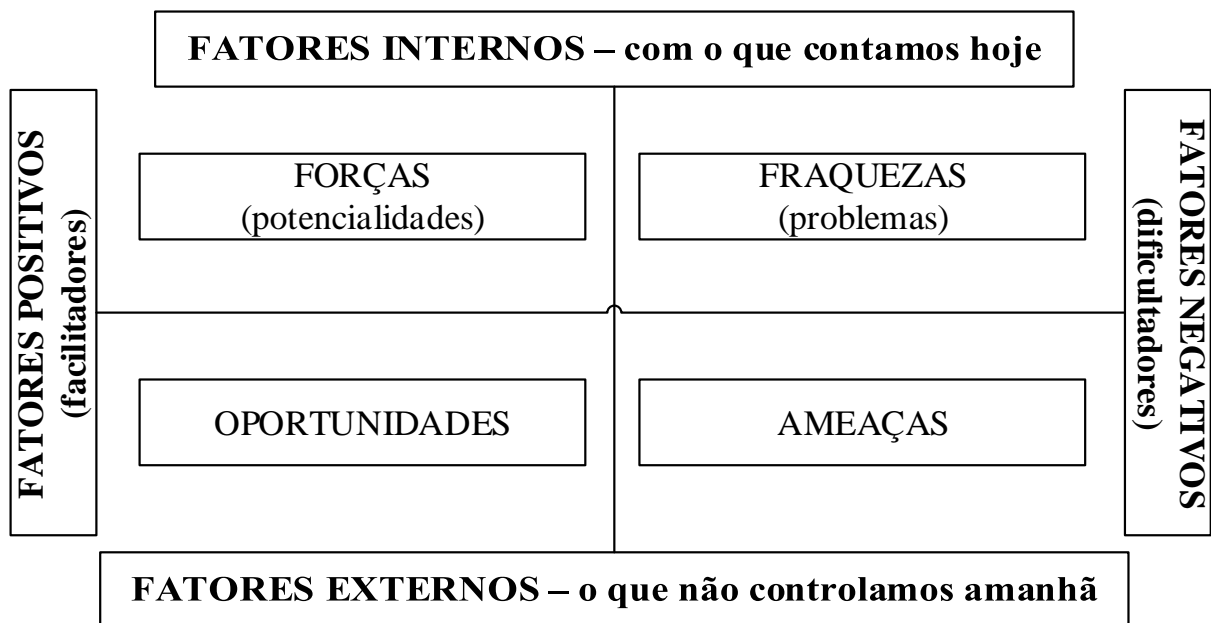 FATORES INTERNOS – com o que contamos hoje
FATORES POSITIVOS
(facilitadores)
FORÇAS
(potencialidades)
FRAQUEZAS
(problemas)
FATORES NEGATIVOS
(dificultadores)
OPORTUNIDADES
AMEAÇAS
FATORES EXTERNOS – o que não controlamos amanhã